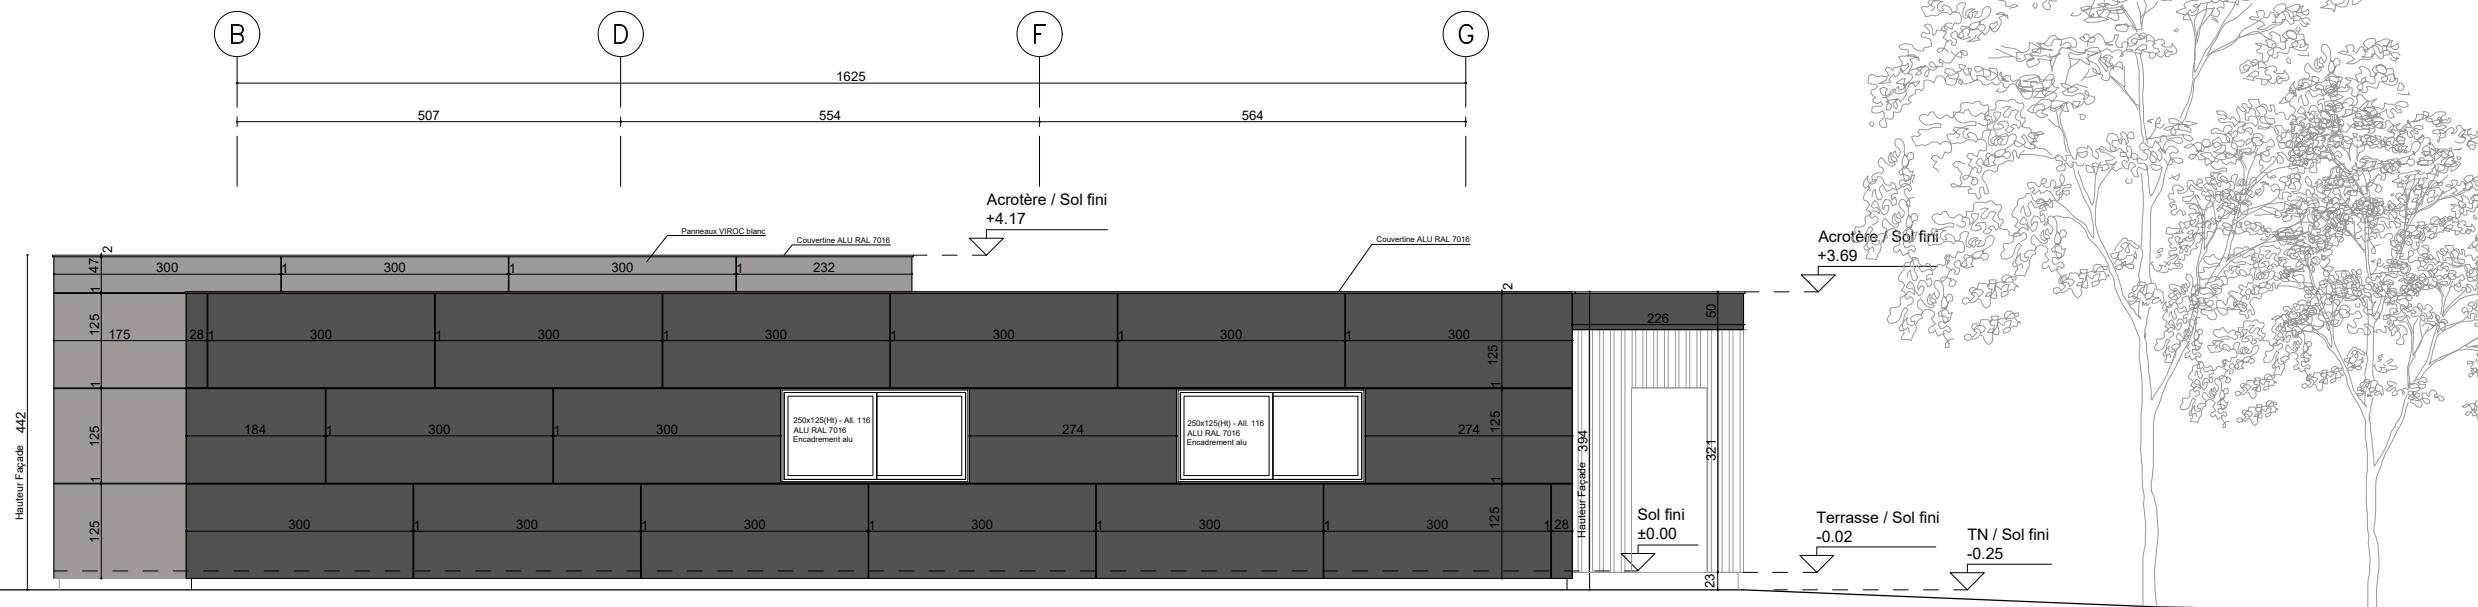 B D F G
1625
507 554 564
Acrotère / Sol fini
+4.17
Panneaux VIROC blanc
Couvertine ALU RAL 7016
Couvertine ALU RAL 7016
Acrotère / Sol fini
+3.69
2
47 300 1 300 1 300 1 232
1
2
50
226
125 175 28 1 300 1 300 1 300 1 300 1 300 1 300
125
1 1
250x125(Ht) - All. 116
ALU RAL 7016
Encadrement alu
250x125(Ht) - All. 116
ALU RAL 7016
Encadrement alu
125 184 1 300 1 300 274 274 125
1 1
Hauteur Façade 442
Hauteur Façade 394
321
125 300 1 300 1 300 1 300 1 300 1 300 125 1 28
Sol fini
±0.00
Terrasse / Sol fini
-0.02
TN / Sol fini
-0.25
23